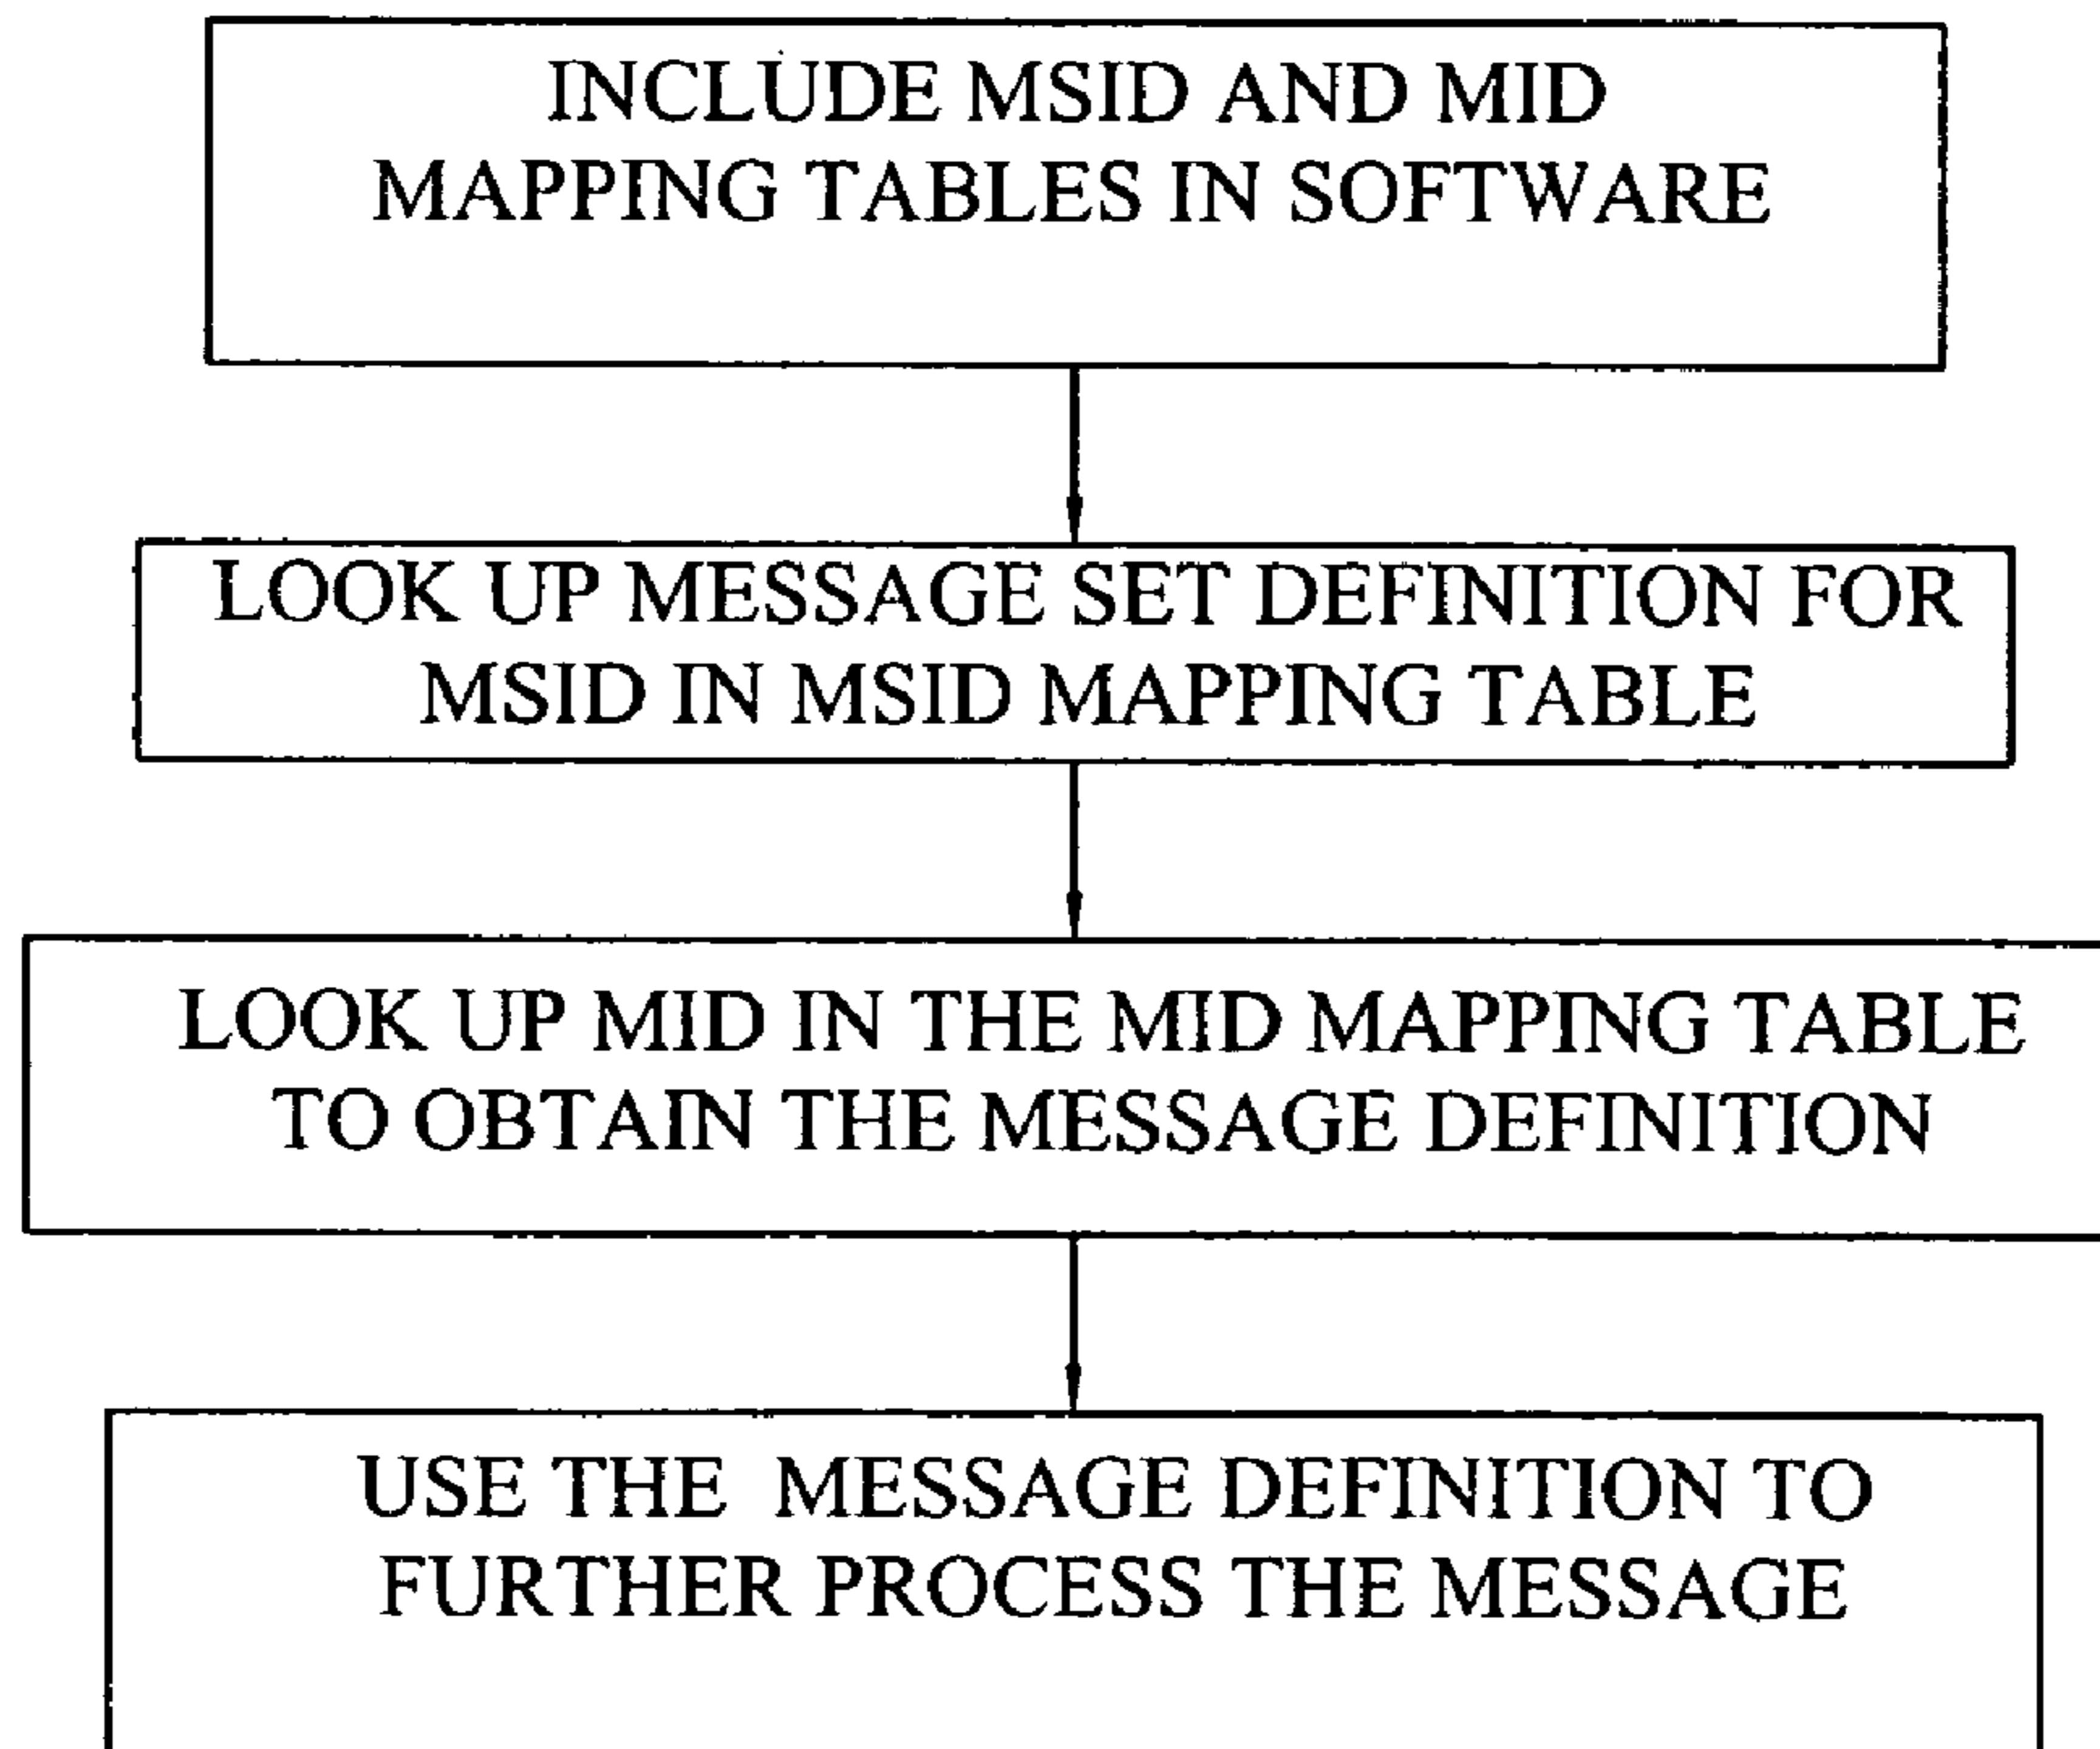 INCLUDE MSID AND MID
MAPPING TABLES IN SOFTWARE
LOOK UP MESSAGE SET DEFINITION FOR
MSID IN MSID MAPPING TABLE
LOOK UP MID IN THE MID MAPPING TABLE
TO OBTAIN THE MESSAGE DEFINITION
USE THE MESSAGE DEFINITION TO
FURTHER PROCESS THE MESSAGE